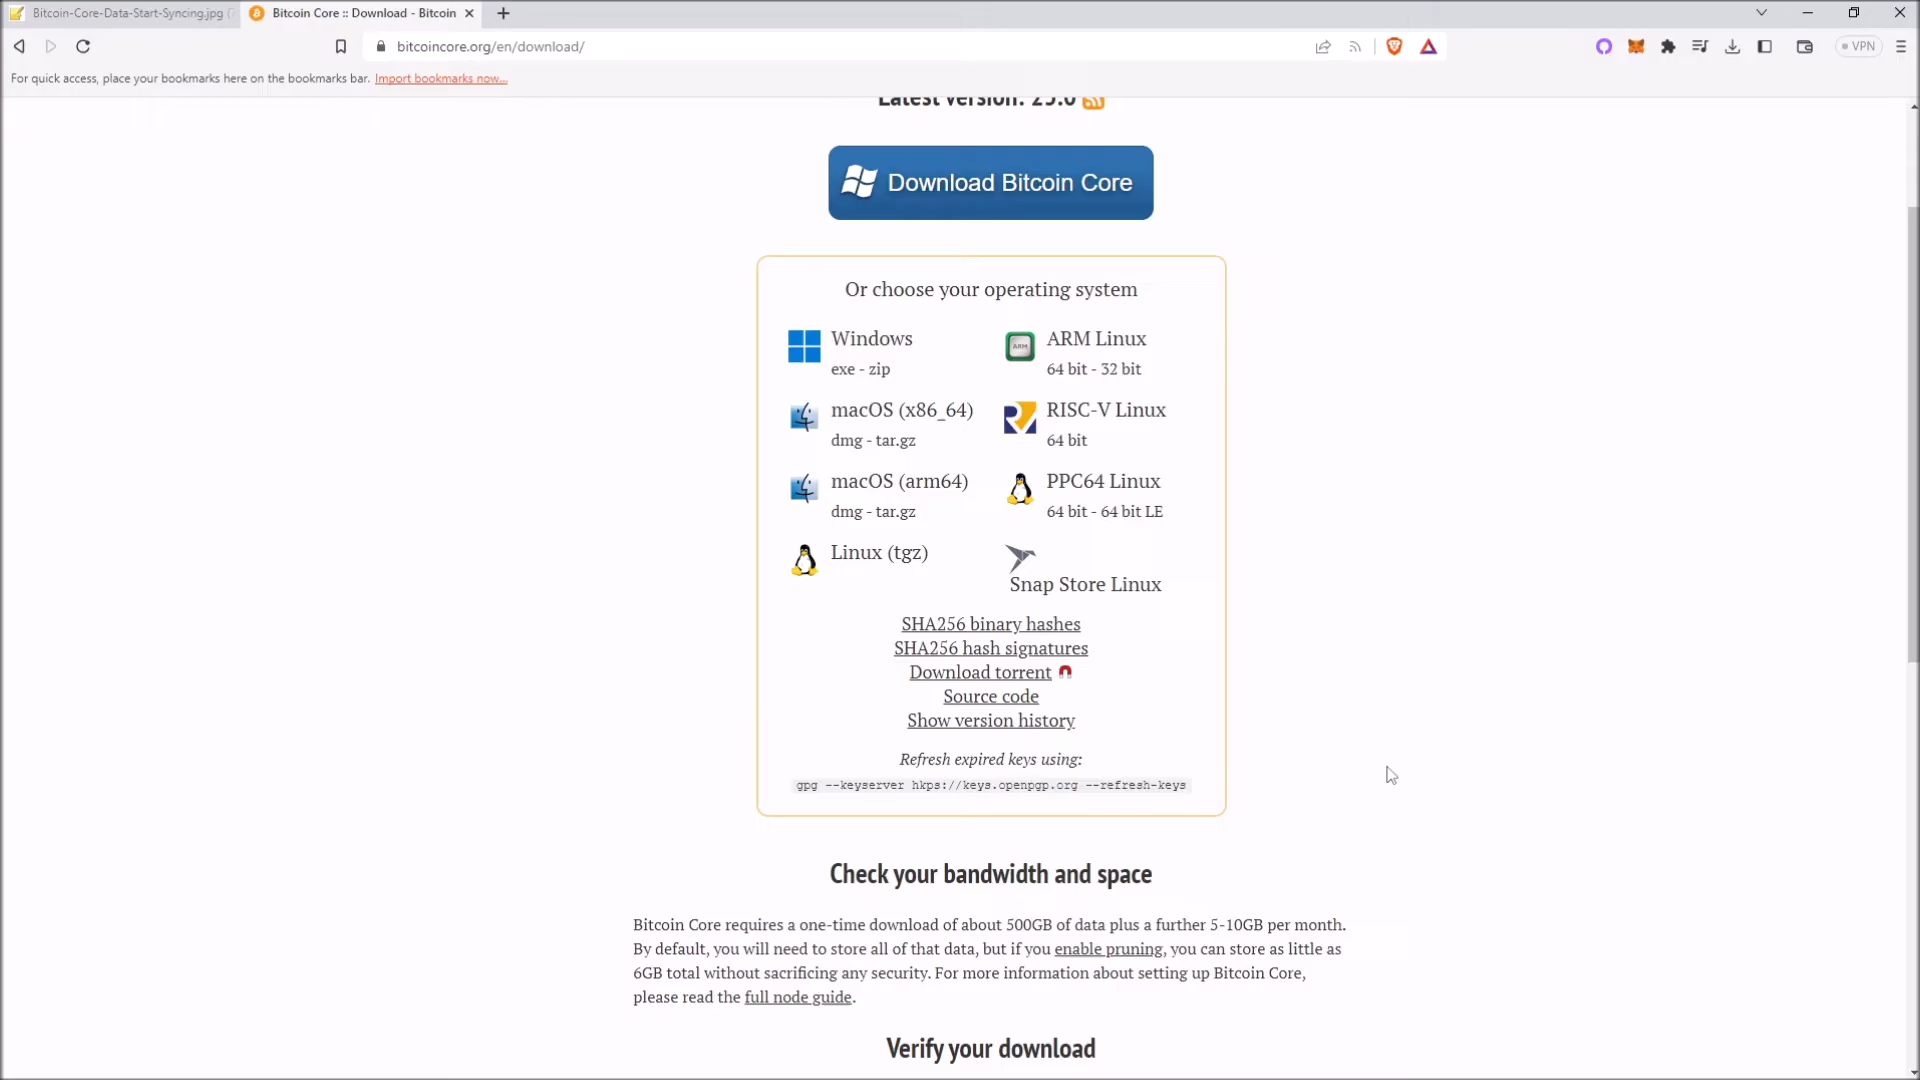 Bitcoin-Core-Data-Start-Syncing.jpg
Bitcoin Core :: Download - Bitcoin
bitcoincore.org/en/download/
VPN
For quick access, place your bookmarks here on the bookmarks bar. Import bookmarks now...
Latest version: 25.0
Download Bitcoin Core
Or choose your operating system
Windows
exe - zip
ARM Linux
64 bit - 32 bit
macOS (x86_64)
dmg - tar.gz
RISC-V Linux
64 bit
macOS (arm64)
dmg - tar.gz
PPC64 Linux
64 bit - 64 bit LE
Linux (tgz)
Snap Store Linux
SHA256 binary hashes
SHA256 hash signatures
Download torrent
Source code
Show version history
Refresh expired keys using:
gpg --keyserver hkps://keys.openpgp.org --refresh-keys
Check your bandwidth and space
Bitcoin Core requires a one-time download of about 500GB of data plus a further 5-10GB per month.
By default, you will need to store all of that data, but if you enable pruning, you can store as little as
6GB total without sacrificing any security. For more information about setting up Bitcoin Core,
please read the full node guide.
Verify your download